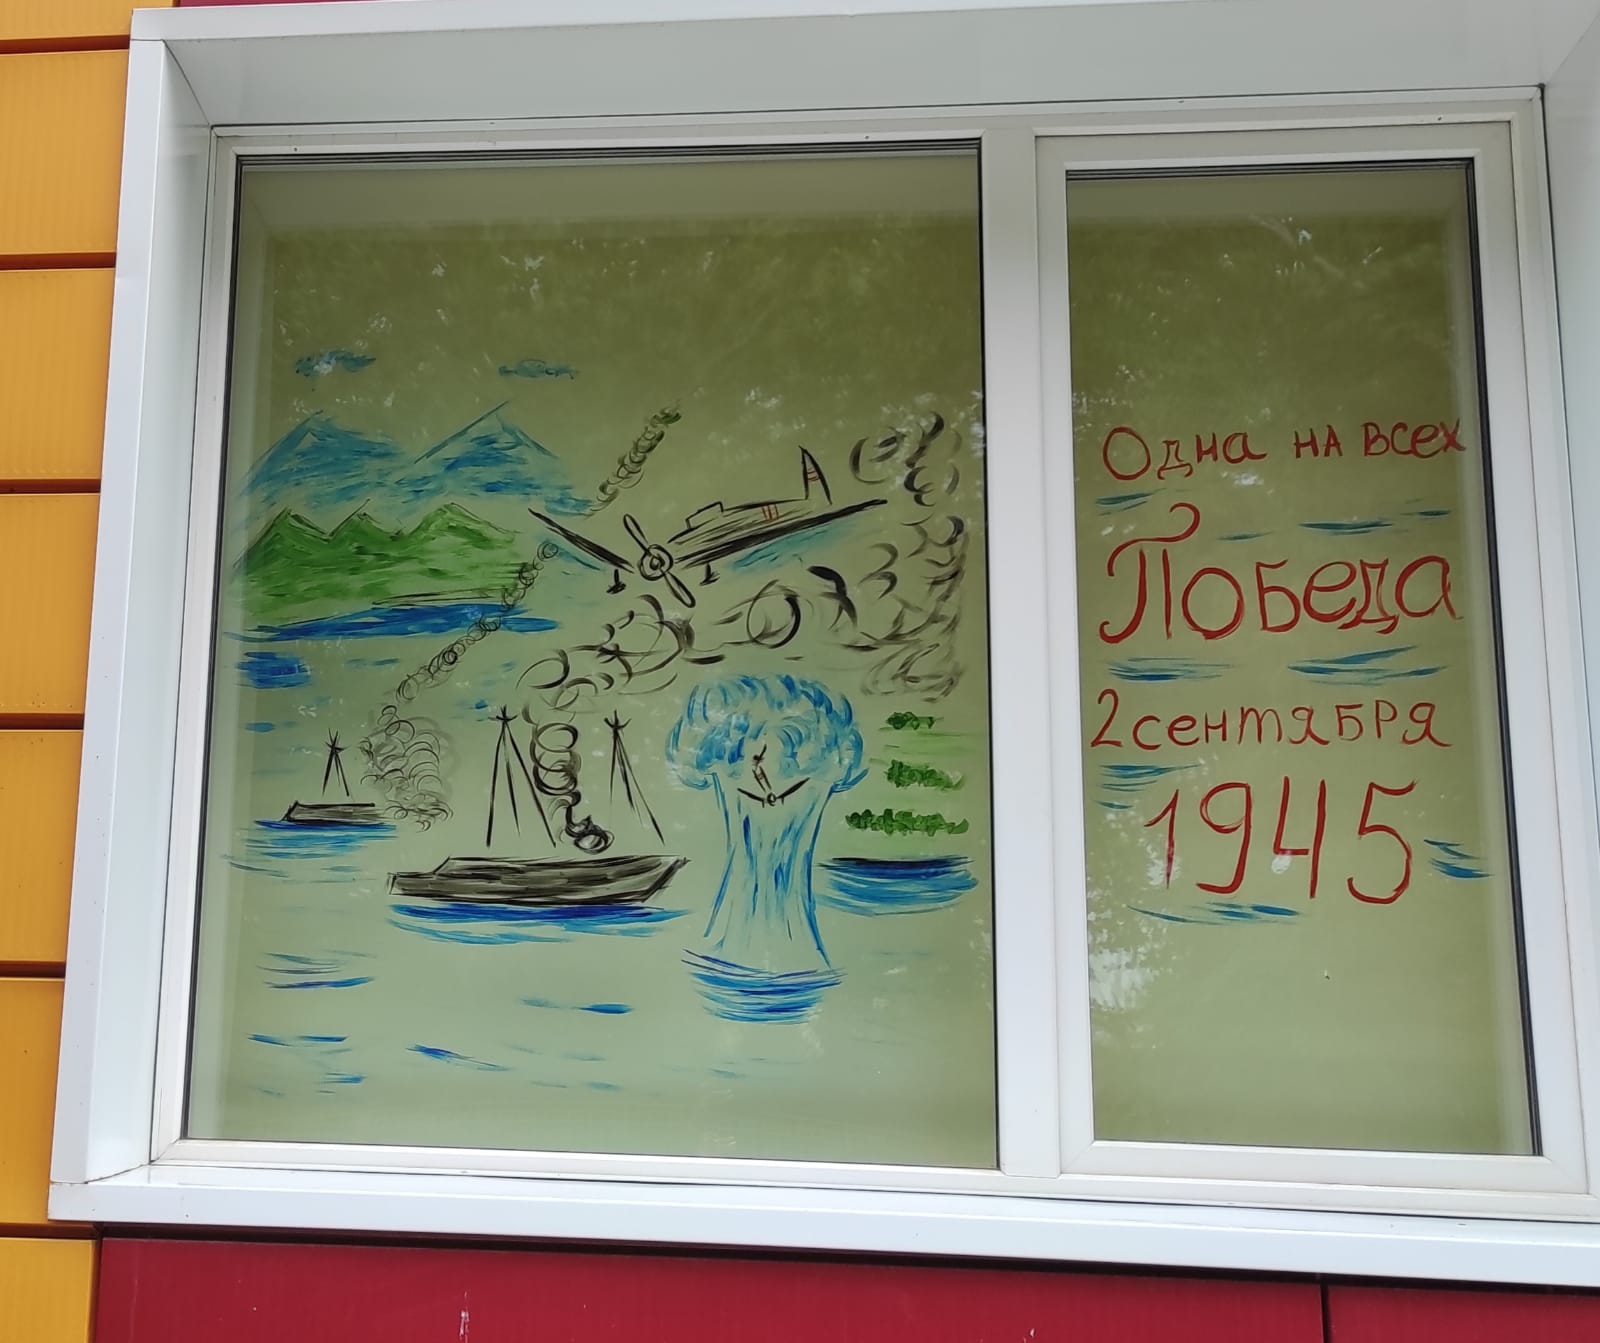 Одна на всех
Победа
2 сентября
1945